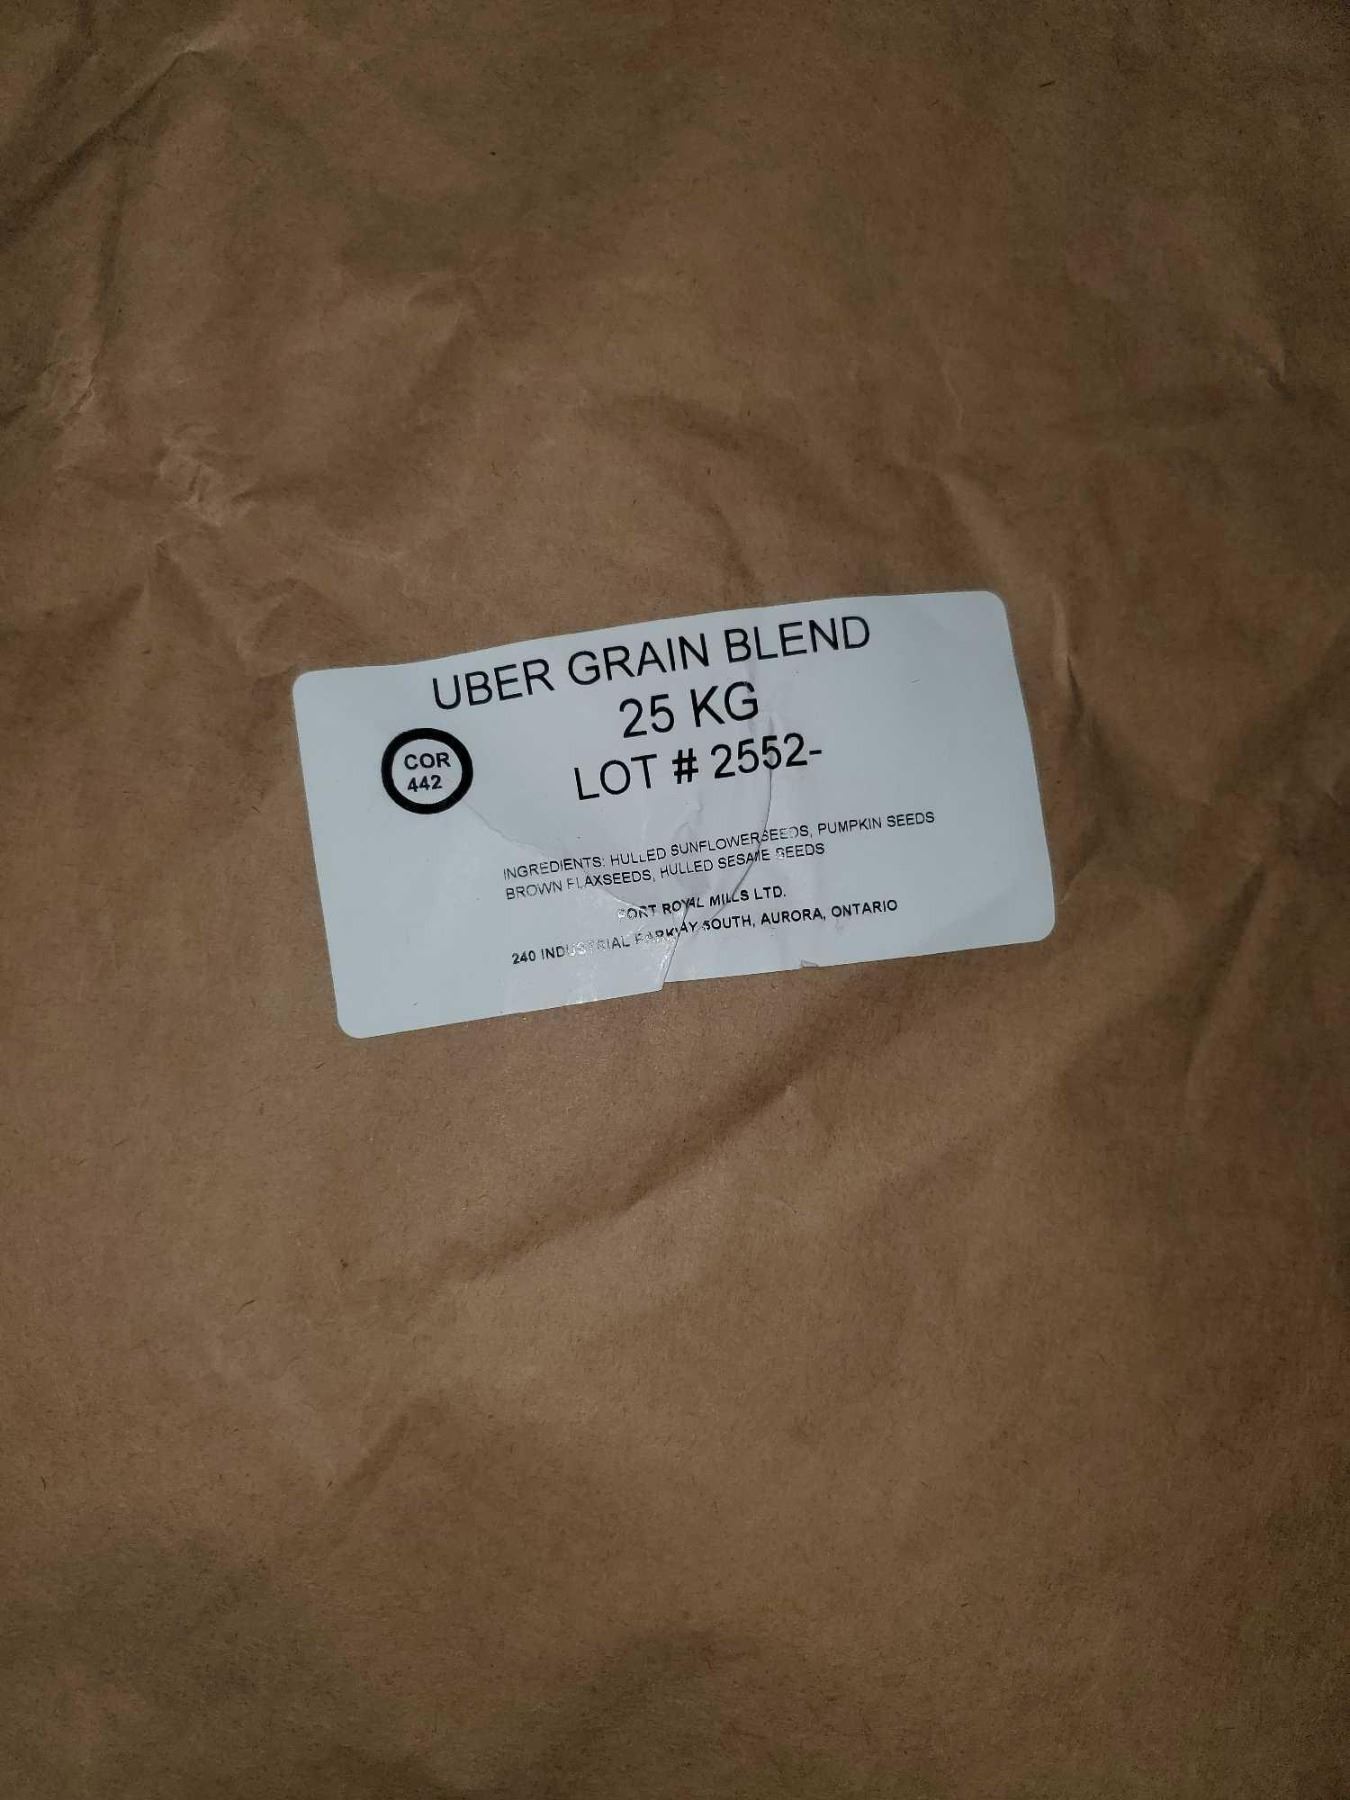 UBER GRAIN BLEND
25 KG
COR
442
LOT # 2552-
INGREDIENTS: HULLED SUNFLOWERSEEDS, PUMPKIN SEEDS
BROWN FLAXSEEDS, HULLED SESAME SEEDS
PORT ROYAL MILLS LTD.
240 INDUSTRIAL PARKWAY SOUTH, AURORA, ONTARIO